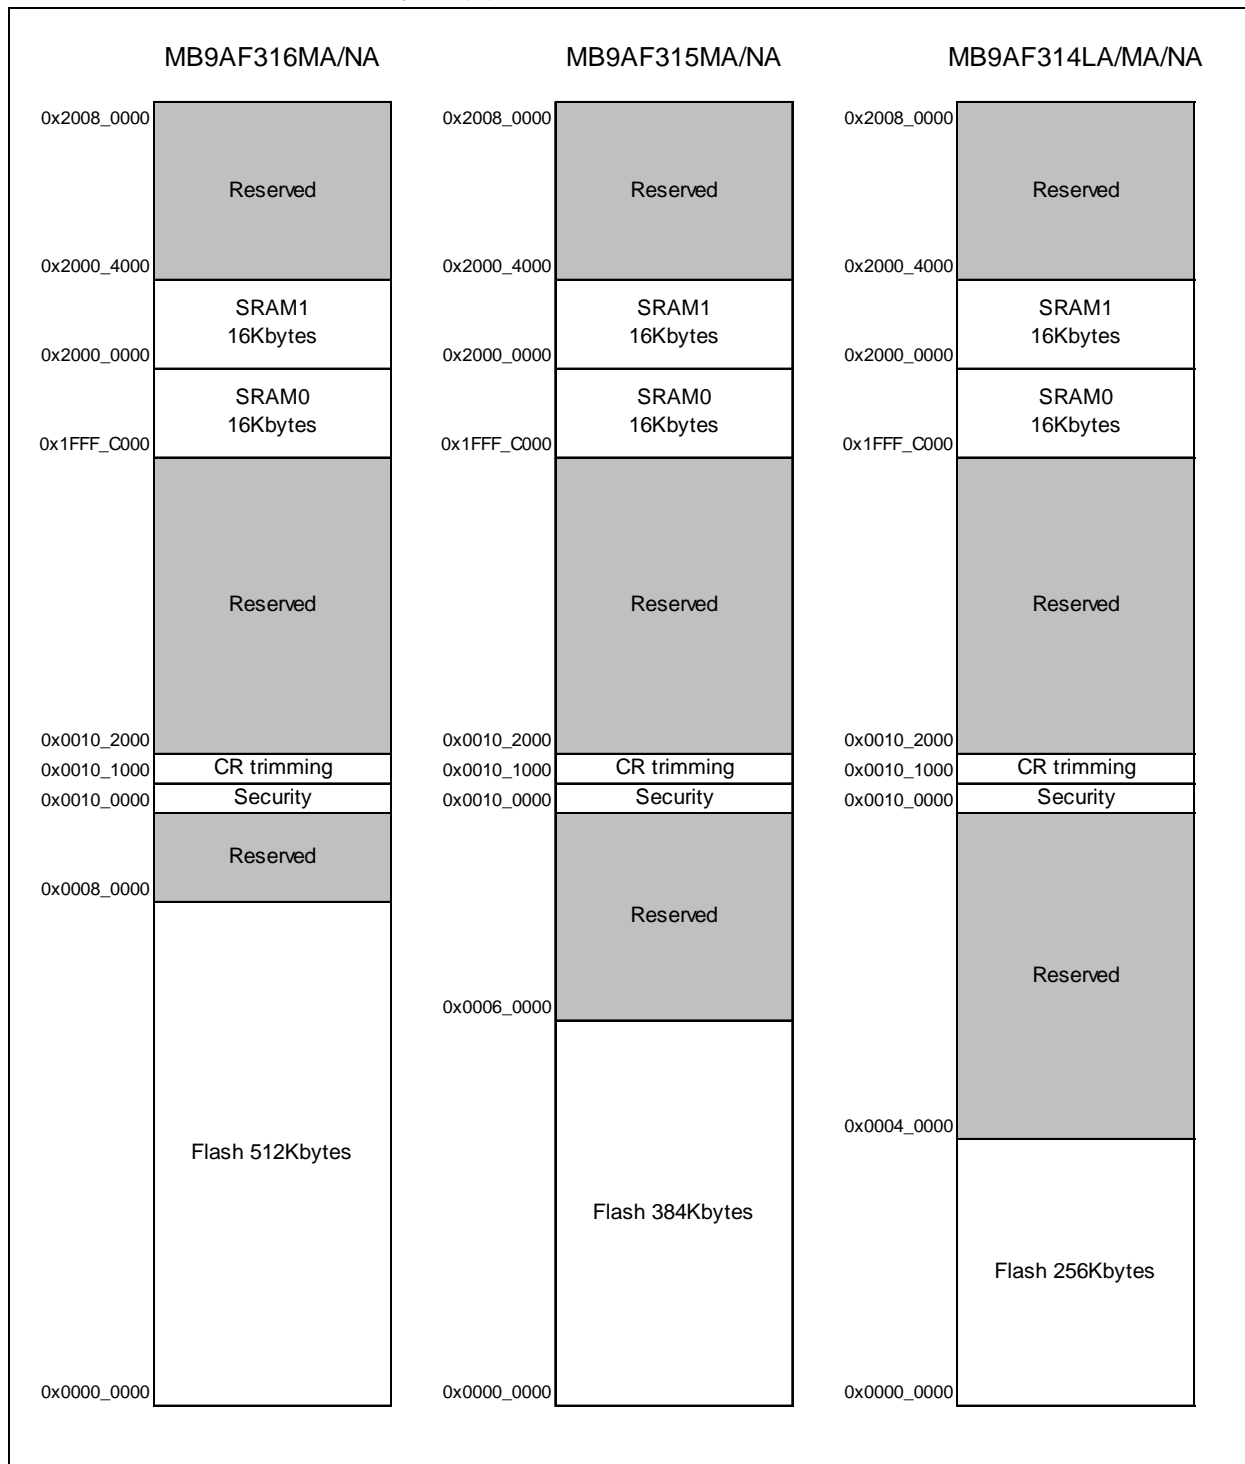 MB9AF316MA/NA
0x2008_0000
Reserved
0x2000_4000
SRAM1
16Kbytes
0x2000_0000
SRAM0
16Kbytes
0x1FFF_C000
Reserved
0x0010_2000
CR trimming
0x0010_1000
Security
0x0010_0000
Reserved
0x0008_0000
Flash 512Kbytes
0x0000_0000
MB9AF315MA/NA
0x2008_0000
Reserved
0x2000_4000
SRAM1
16Kbytes
0x2000_0000
SRAM0
16Kbytes
0x1FFF_C000
Reserved
0x0010_2000
CR trimming
0x0010_1000
Security
0x0010_0000
Reserved
0x0006_0000
Flash 384Kbytes
0x0000_0000
MB9AF314LA/MA/NA
0x2008_0000
Reserved
0x2000_4000
SRAM1
16Kbytes
0x2000_0000
SRAM0
16Kbytes
0x1FFF_C000
Reserved
0x0010_2000
CR trimming
0x0010_1000
Security
0x0010_0000
Reserved
0x0004_0000
Flash 256Kbytes
0x0000_0000